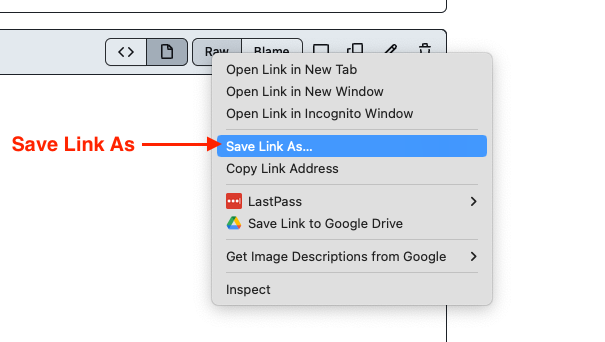 <> Raw Blame
Open Link in New Tab
Open Link in New Window
Open Link in Incognito Window
Save Link As
Save Link As...
Copy Link Address
LastPass
Save Link to Google Drive
Get Image Descriptions from Google
Inspect